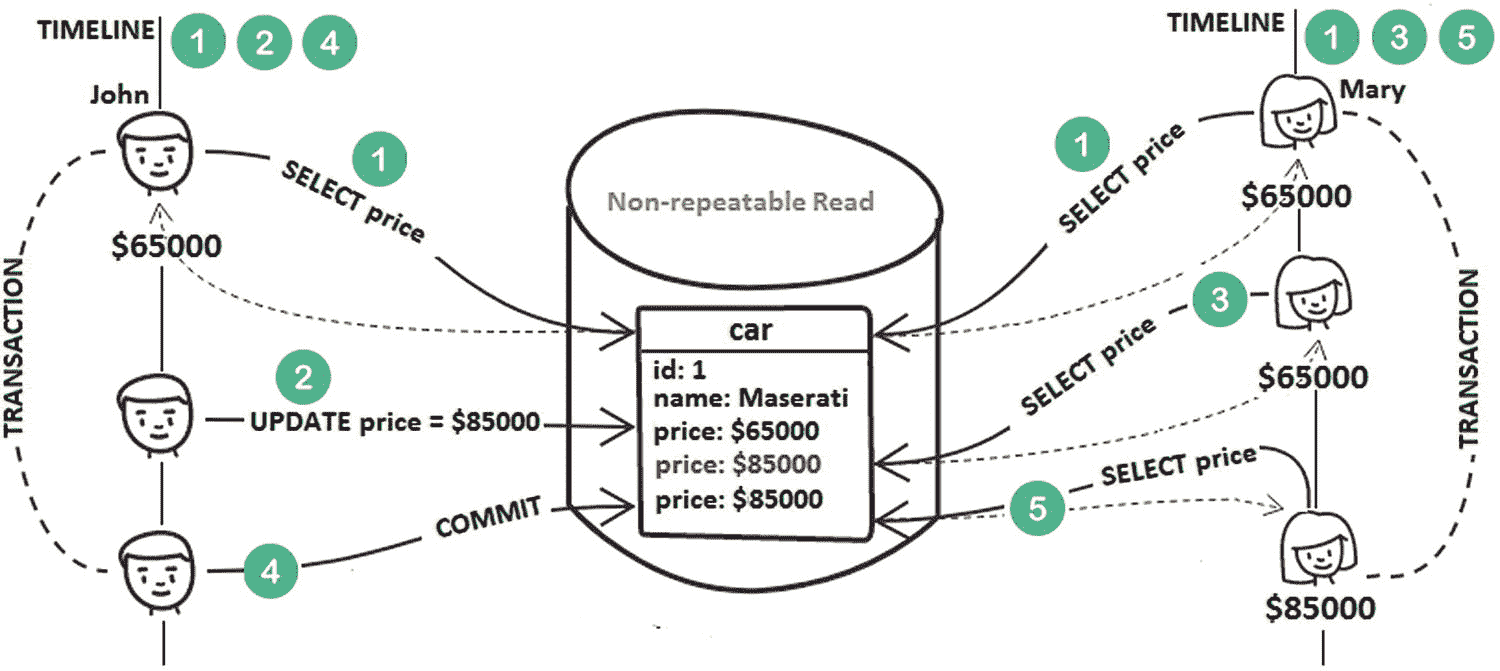 TIMELINE 1 2 4
John
1
SELECT price
$65000
TRANSACTION
2
UPDATE price = $85000
COMMIT
4
Non-repeatable Read
car
id: 1
name: Maserati
price: $65000
price: $85000
price: $85000
TIMELINE 1 3 5
Mary
1
SELECT price
$65000
3
SELECT price
$65000
TRANSACTION
SELECT price
5
$85000